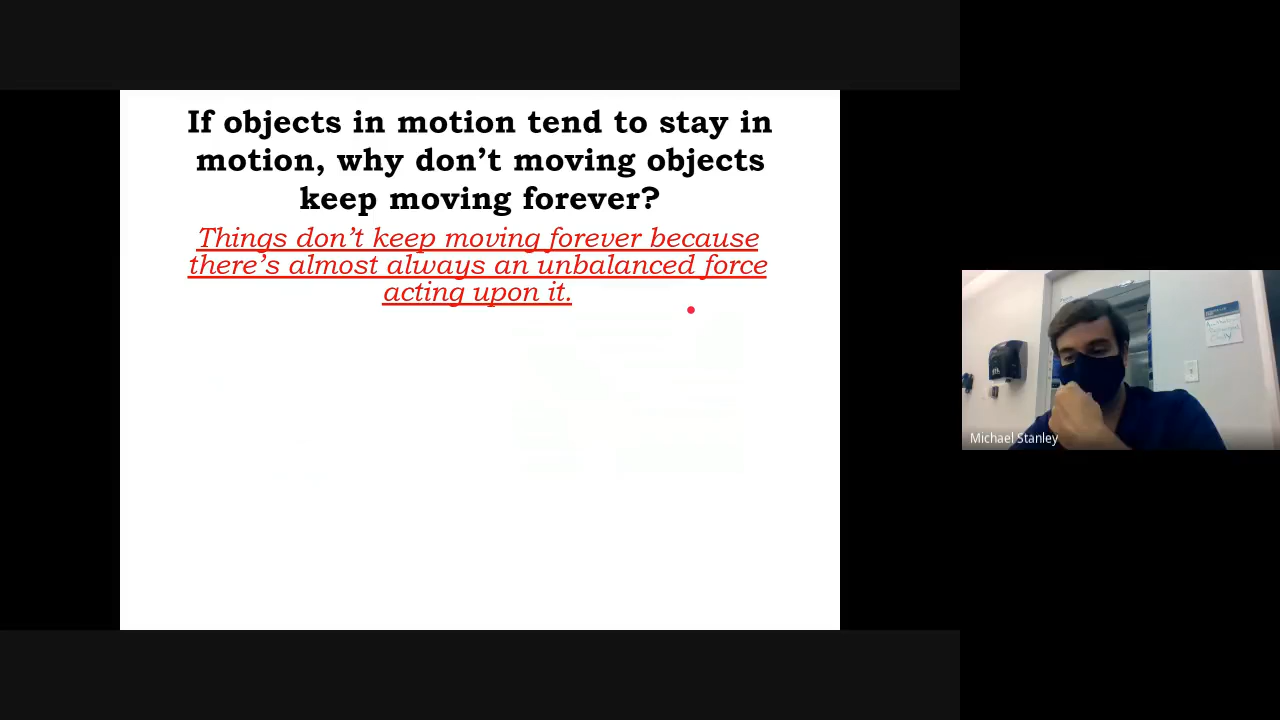 If objects in motion tend to stay in
motion, why don’t moving objects
keep moving forever?
Things don’t keep moving forever because
there’s almost always an unbalanced force
acting upon it.
Michael Stanley